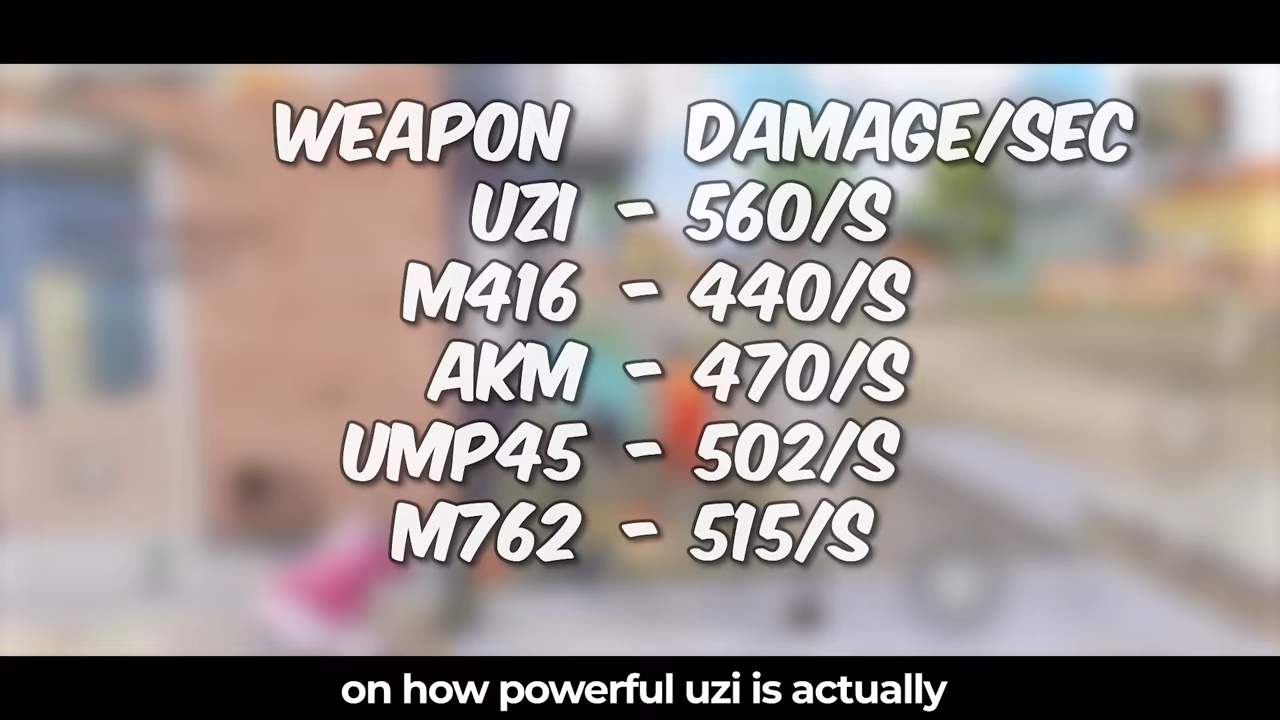 WEAPON DAMAGE/SEC
UZI - 560/S
M416 - 440/S
AKM - 470/S
UMP45 - 502/S
M762 - 515/S
on how powerful uzi is actually